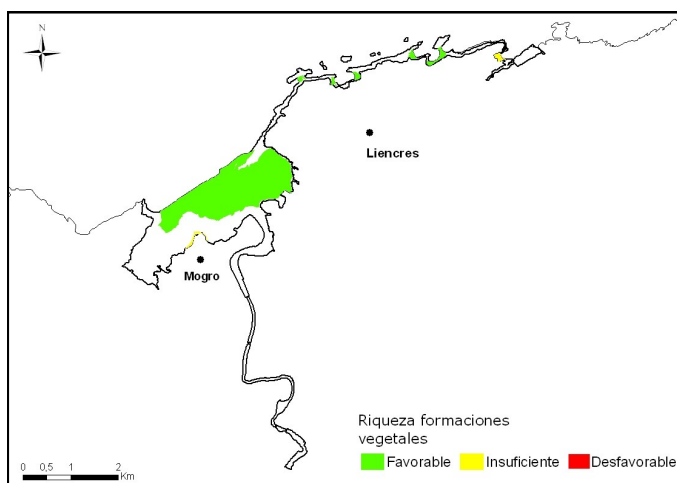 N
Liencres
Mogro
Riqueza formaciones
vegetales
Favorable Insuficiente Desfavorable
0 0,5 1 2
Km